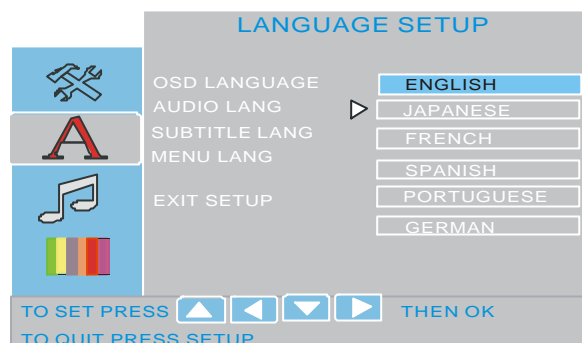 LANGUAGE SETUP
OSD LANGUAGE
AUDIO LANG
SUBTITLE LANG
MENU LANG
EXIT SETUP
ENGLISH
JAPANESE
FRENCH
SPANISH
PORTUGUESE
GERMAN
A
TO SET PRESS THEN OK
TO QUIT PRESS SETUP